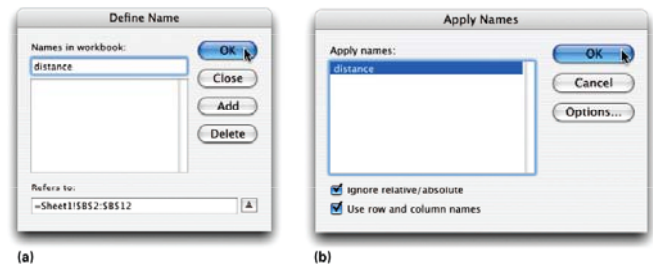 Define Name
Names in workbook:
distance
OK
Close
Add
Delete
Refers to:
=Sheet1!$B$2:$B$12
(a)
Apply Names
Apply names:
distance
OK
Cancel
Options...
Ignore relative/absolute
Use row and column names
(b)